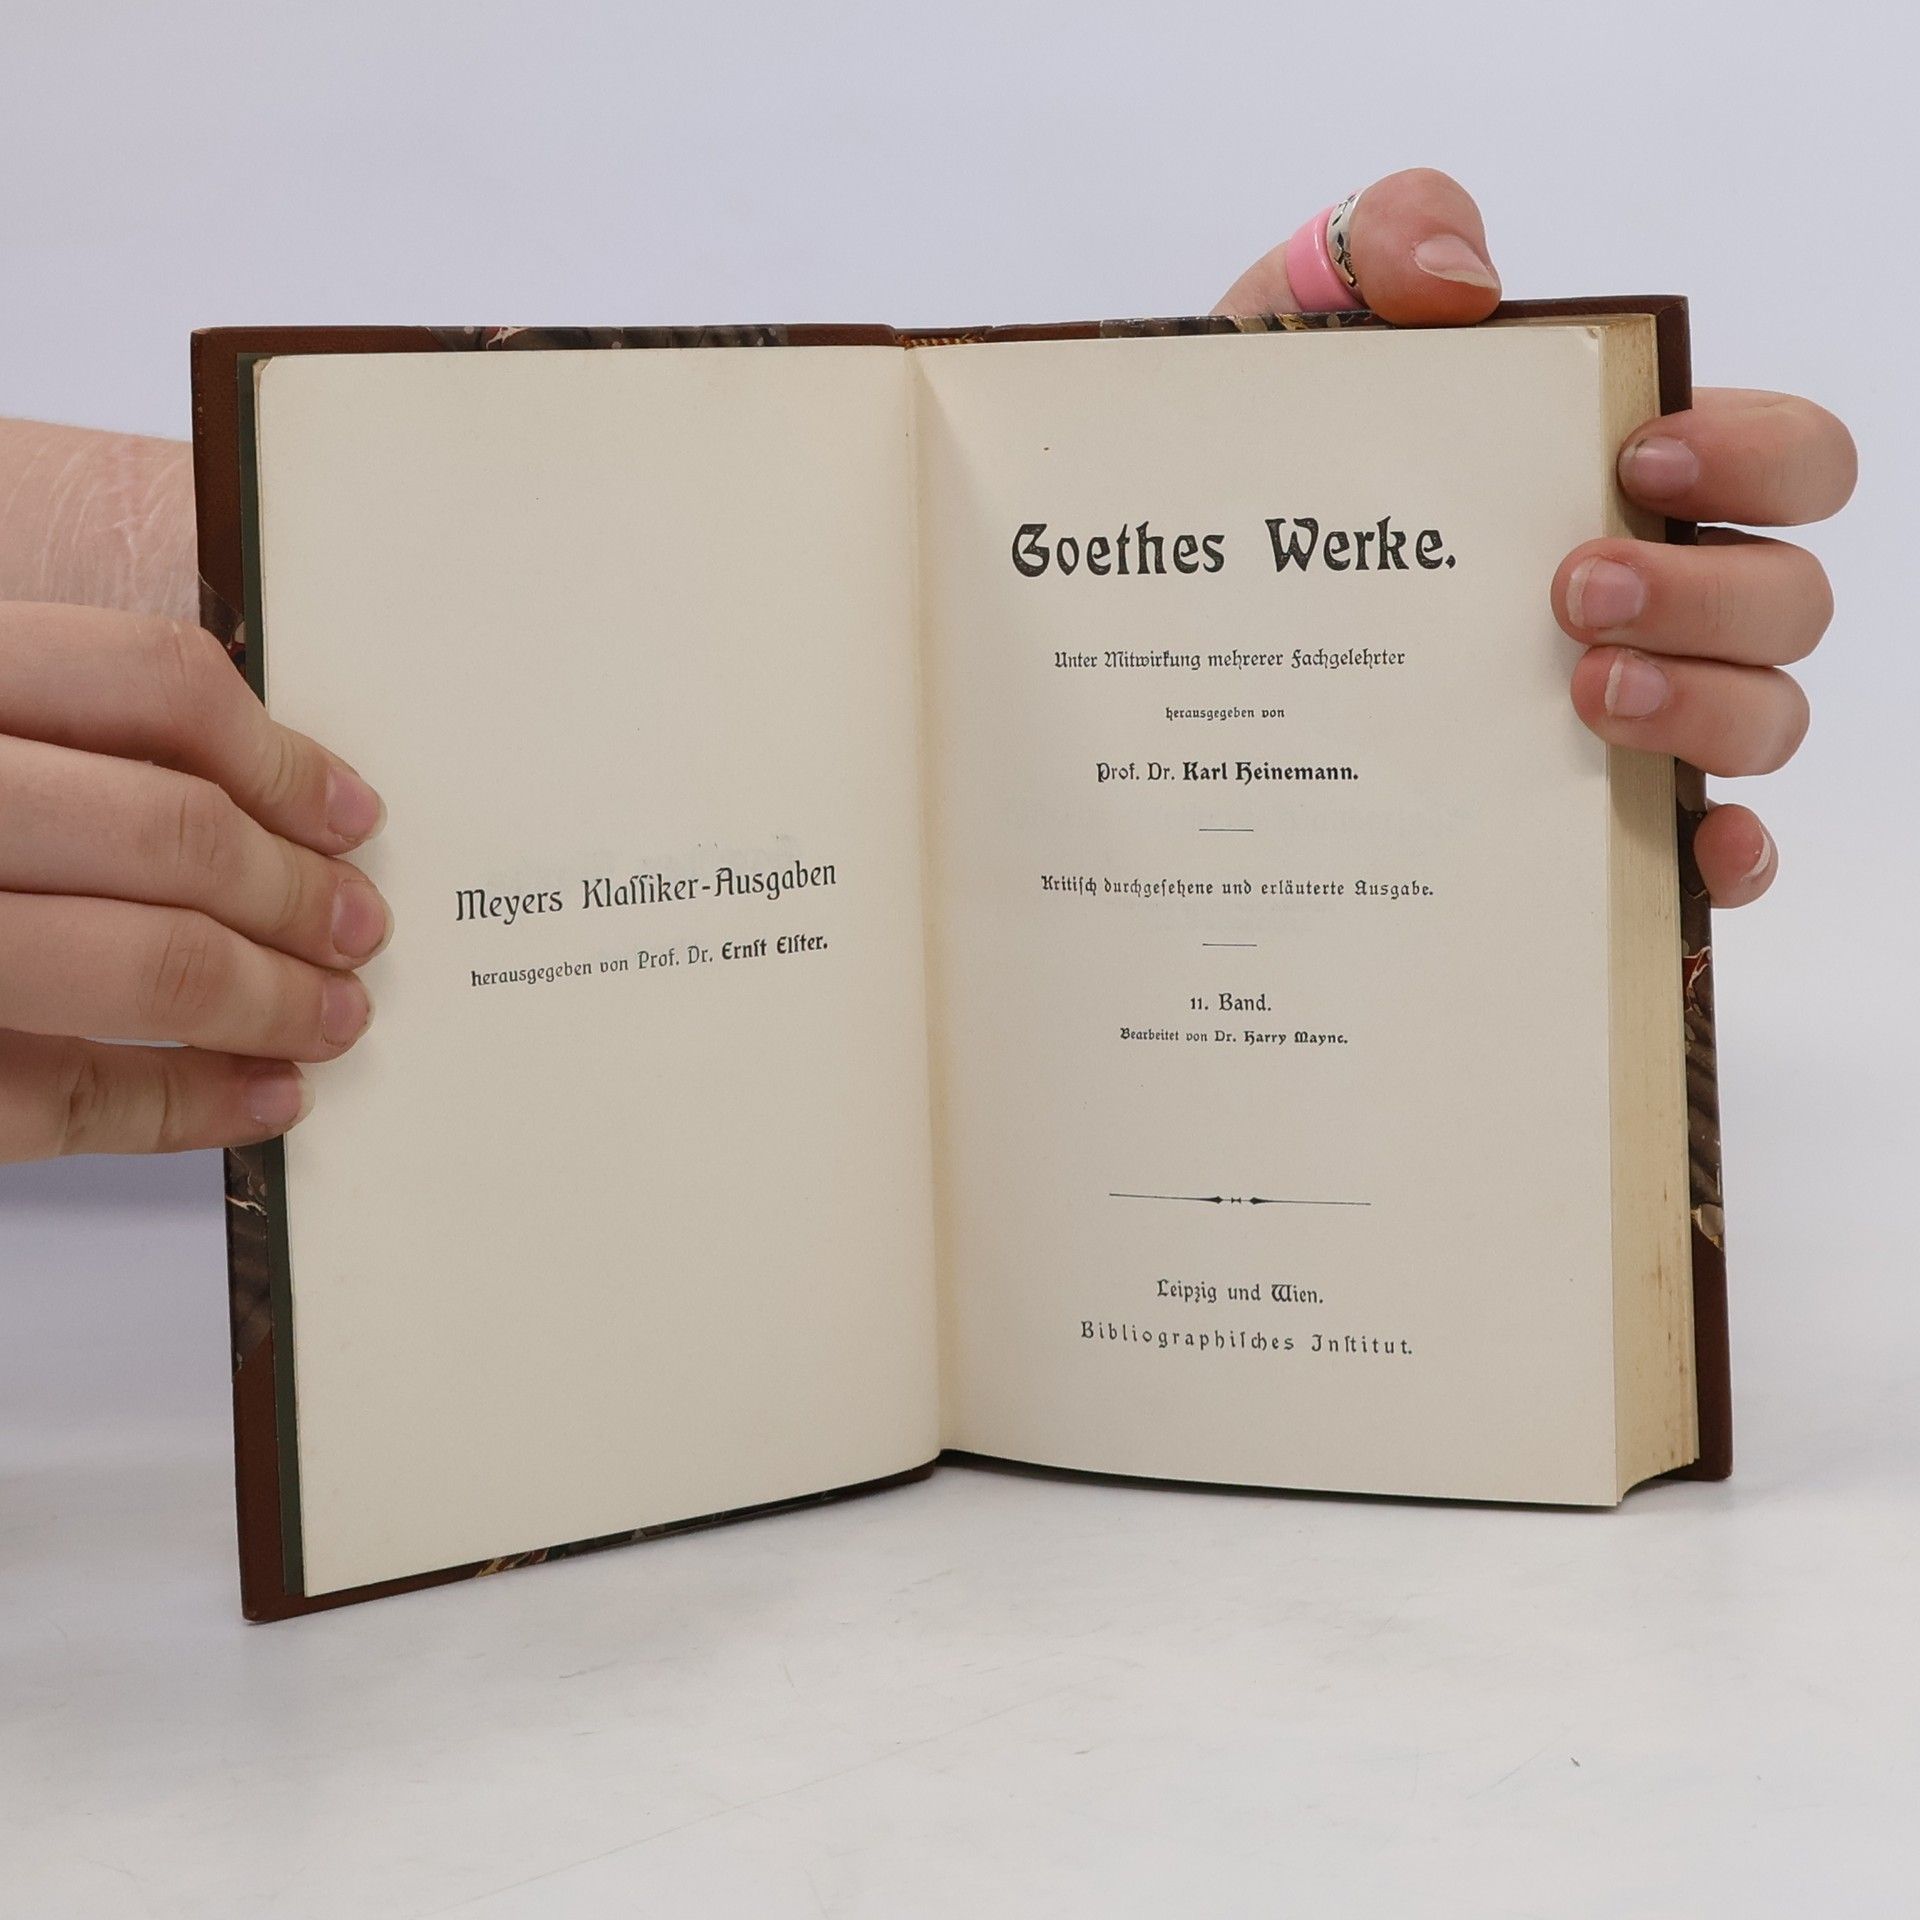 Meyers Klaſſiker-Ausgaben
herausgegeben von Prof. Dr. Ernſt Elſter.
Goethes Werke.
Unter Mitwirkung mehrerer Fachgelehrter
herausgegeben von
Prof. Dr. Karl Heinemann.
Kritiſch durchgeſehene und erläuterte Ausgabe.
11. Band.
Bearbeitet von Dr. Harry Maync.
Leipzig und Wien.
Bibliographiſches Inſtitut.